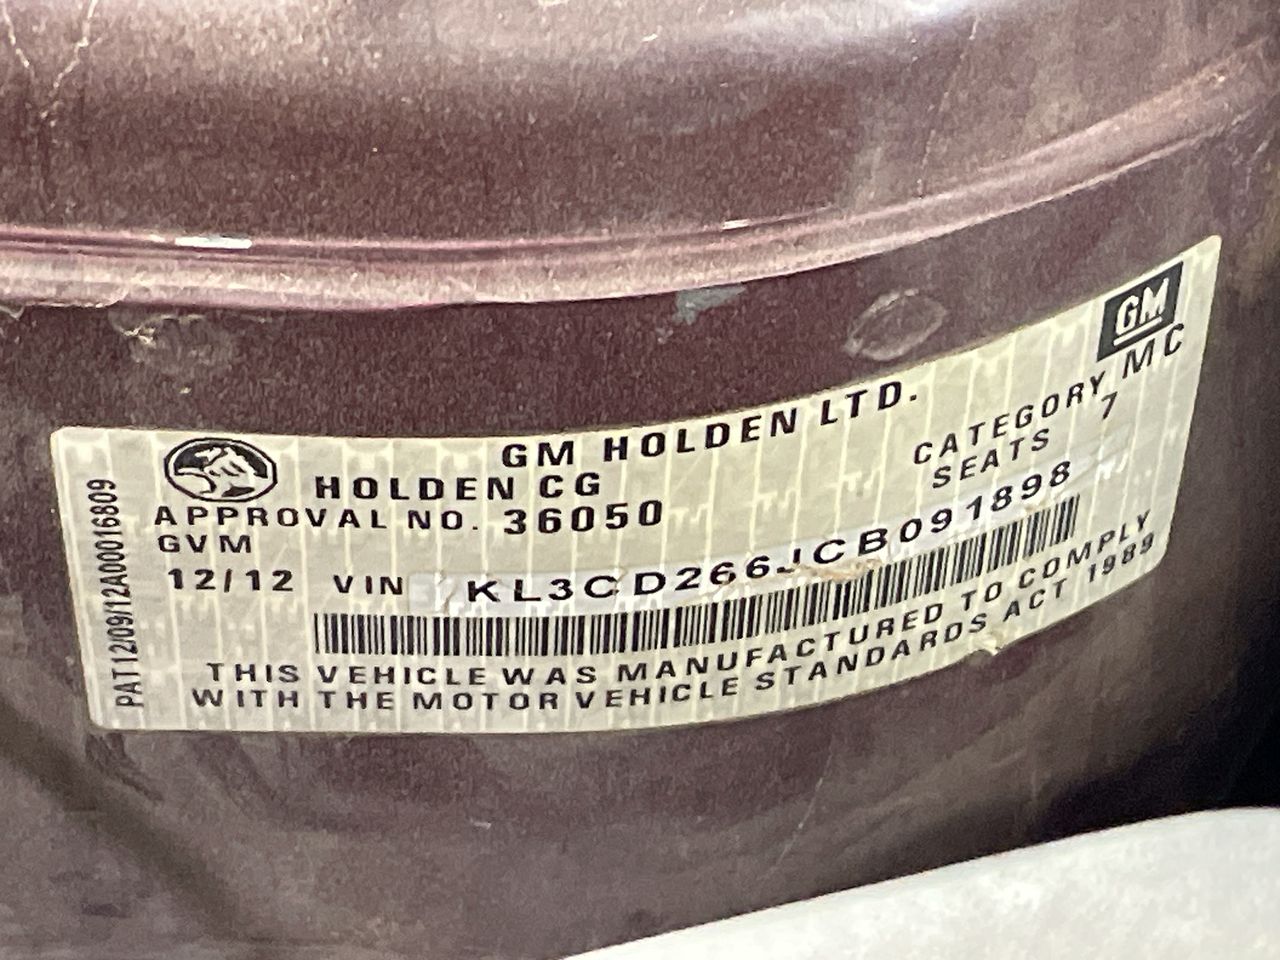 GM
GM HOLDEN LTD.
CATEGORY MC
HOLDEN CG
SEATS 7
APPROVAL NO. 36050
GVM
12/12 VIN KL3CD266JCB091898
THIS VEHICLE WAS MANUFACTURED TO COMPLY
WITH THE MOTOR VEHICLE STANDARDS ACT 1989
PAT12/09/12A00016809